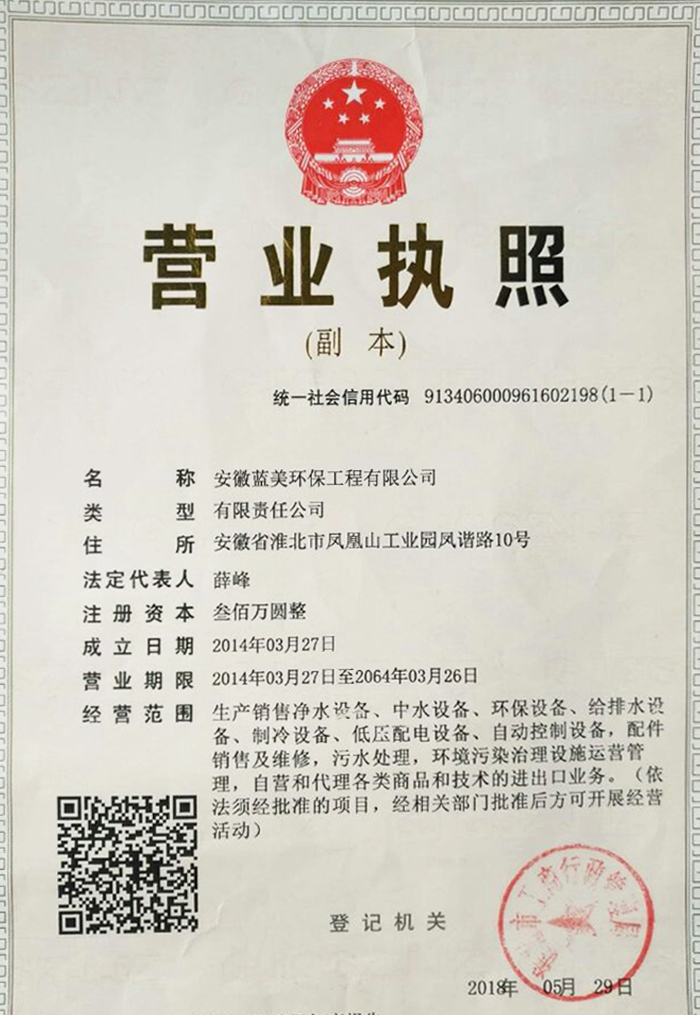 营业执照
(副 本)
统一社会信用代码 913406000961602198(1-1)
名 称 安徽蓝美环保工程有限公司
类 型 有限责任公司
住 所 安徽省淮北市凤凰山工业园凤谐路10号
法定代表人 薛峰
注册资本 叁佰万圆整
成立日期 2014年03月27日
营业期限 2014年03月27日至2064年03月26日
经营范围 生产销售净水设备、中水设备、环保设备、给排水设
备、制冷设备、低压配电设备、自动控制设备，配件
销售及维修，污水处理，环境污染治理设施运营管
理，自营和代理各类商品和技术的进出口业务。（依
法须经批准的项目，经相关部门批准后方可开展经营
活动）
登记机关
市工商行政管理局
2018年 05月 29日